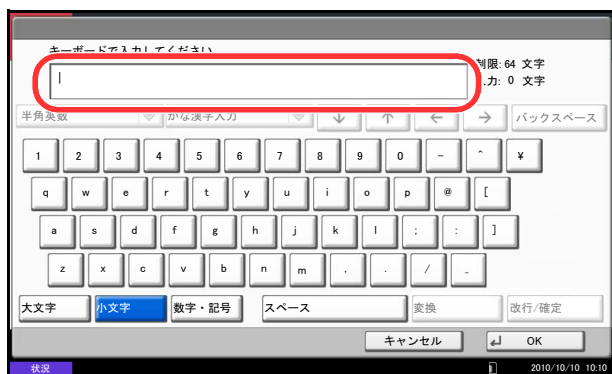 キーボードで入力してください
制限: 64 文字
入力: 0 文字
半角英数 かな漢字入力 ↓ ↑ ← → バックスペース
1 2 3 4 5 6 7 8 9 0 - ^ ¥
q w e r t y u i o p @ [
a s d f g h j k l ; : ]
z x c v b n m , . / _
大文字 小文字 数字・記号 スペース 変換 改行/確定
キャンセル OK
状況 2010/10/10 10:10